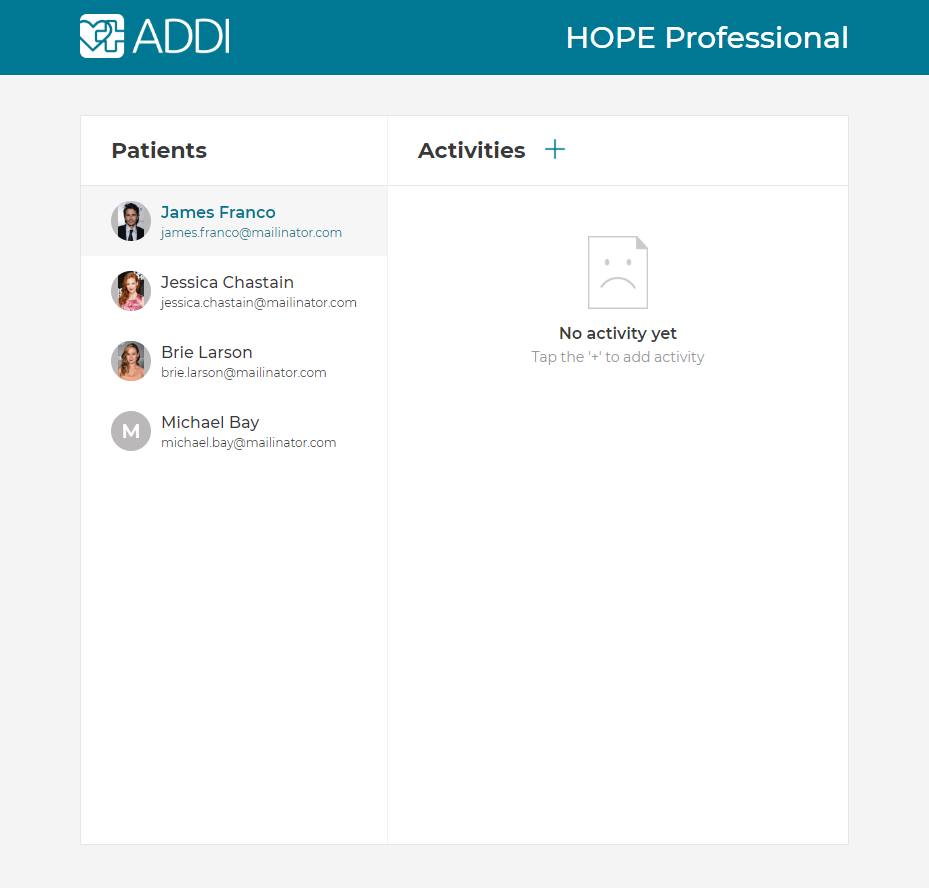 ADDI
HOPE Professional
Patients
Activities +
James Franco
james.franco@mailinator.com
Jessica Chastain
jessica.chastain@mailinator.com
Brie Larson
brie.larson@mailinator.com
M
Michael Bay
michael.bay@mailinator.com
No activity yet
Tap the '+' to add activity